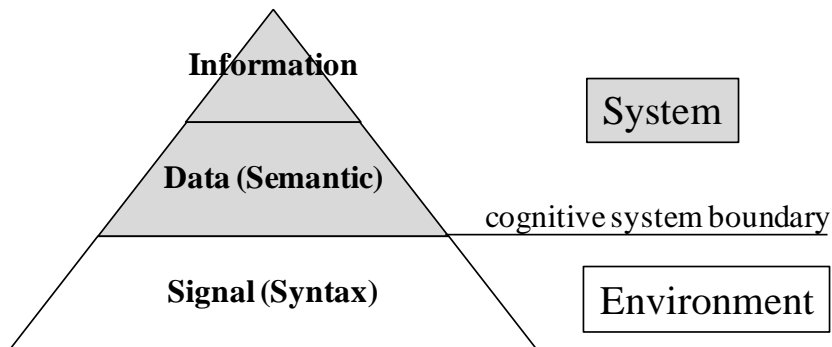 Information
System
Data (Semantic)
cognitive system boundary
Signal (Syntax)
Environment